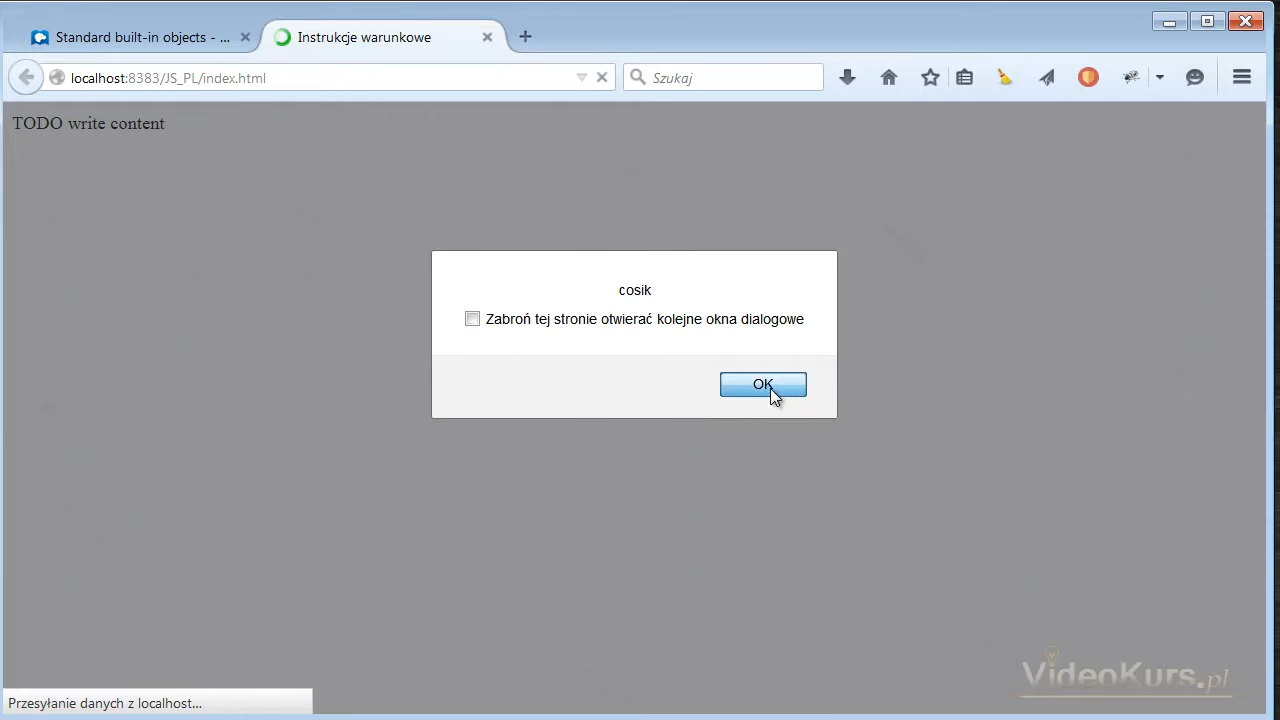 Standard built-in objects - ...
Instrukcje warunkowe
localhost:8383/JS_PL/index.html
Szukaj
TODO write content
cosik
Zabroń tej stronie otwierać kolejne okna dialogowe
OK
VideoKurs.pl
Przesyłanie danych z localhost...